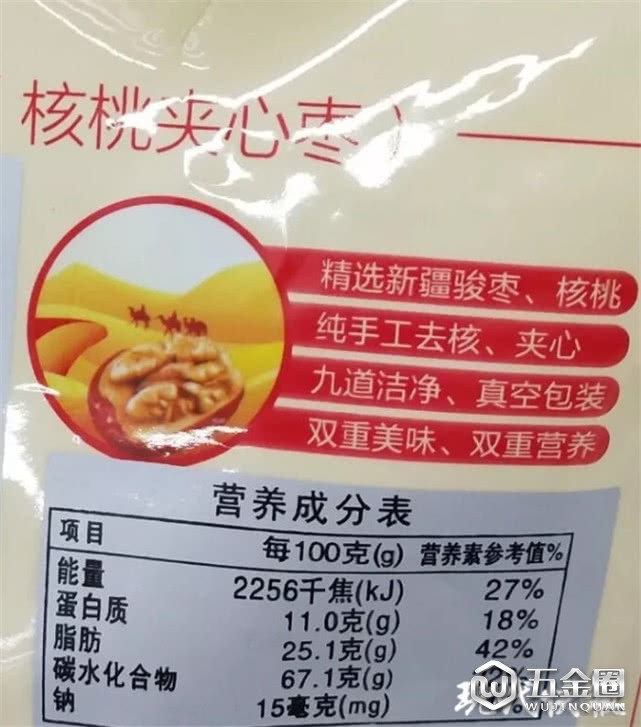 核桃夹心枣
精选新疆骏枣、核桃
纯手工去核、夹心
九道洁净、真空包装
双重美味、双重营养
营养成分表
项目 每100克(g) 营养素参考值%
能量 2256千焦(kJ) 27%
蛋白质 11.0克(g) 18%
脂肪 25.1克(g) 42%
碳水化合物 67.1克(g)
钠 15毫克(mg)
五金圈
WUJINQUAN